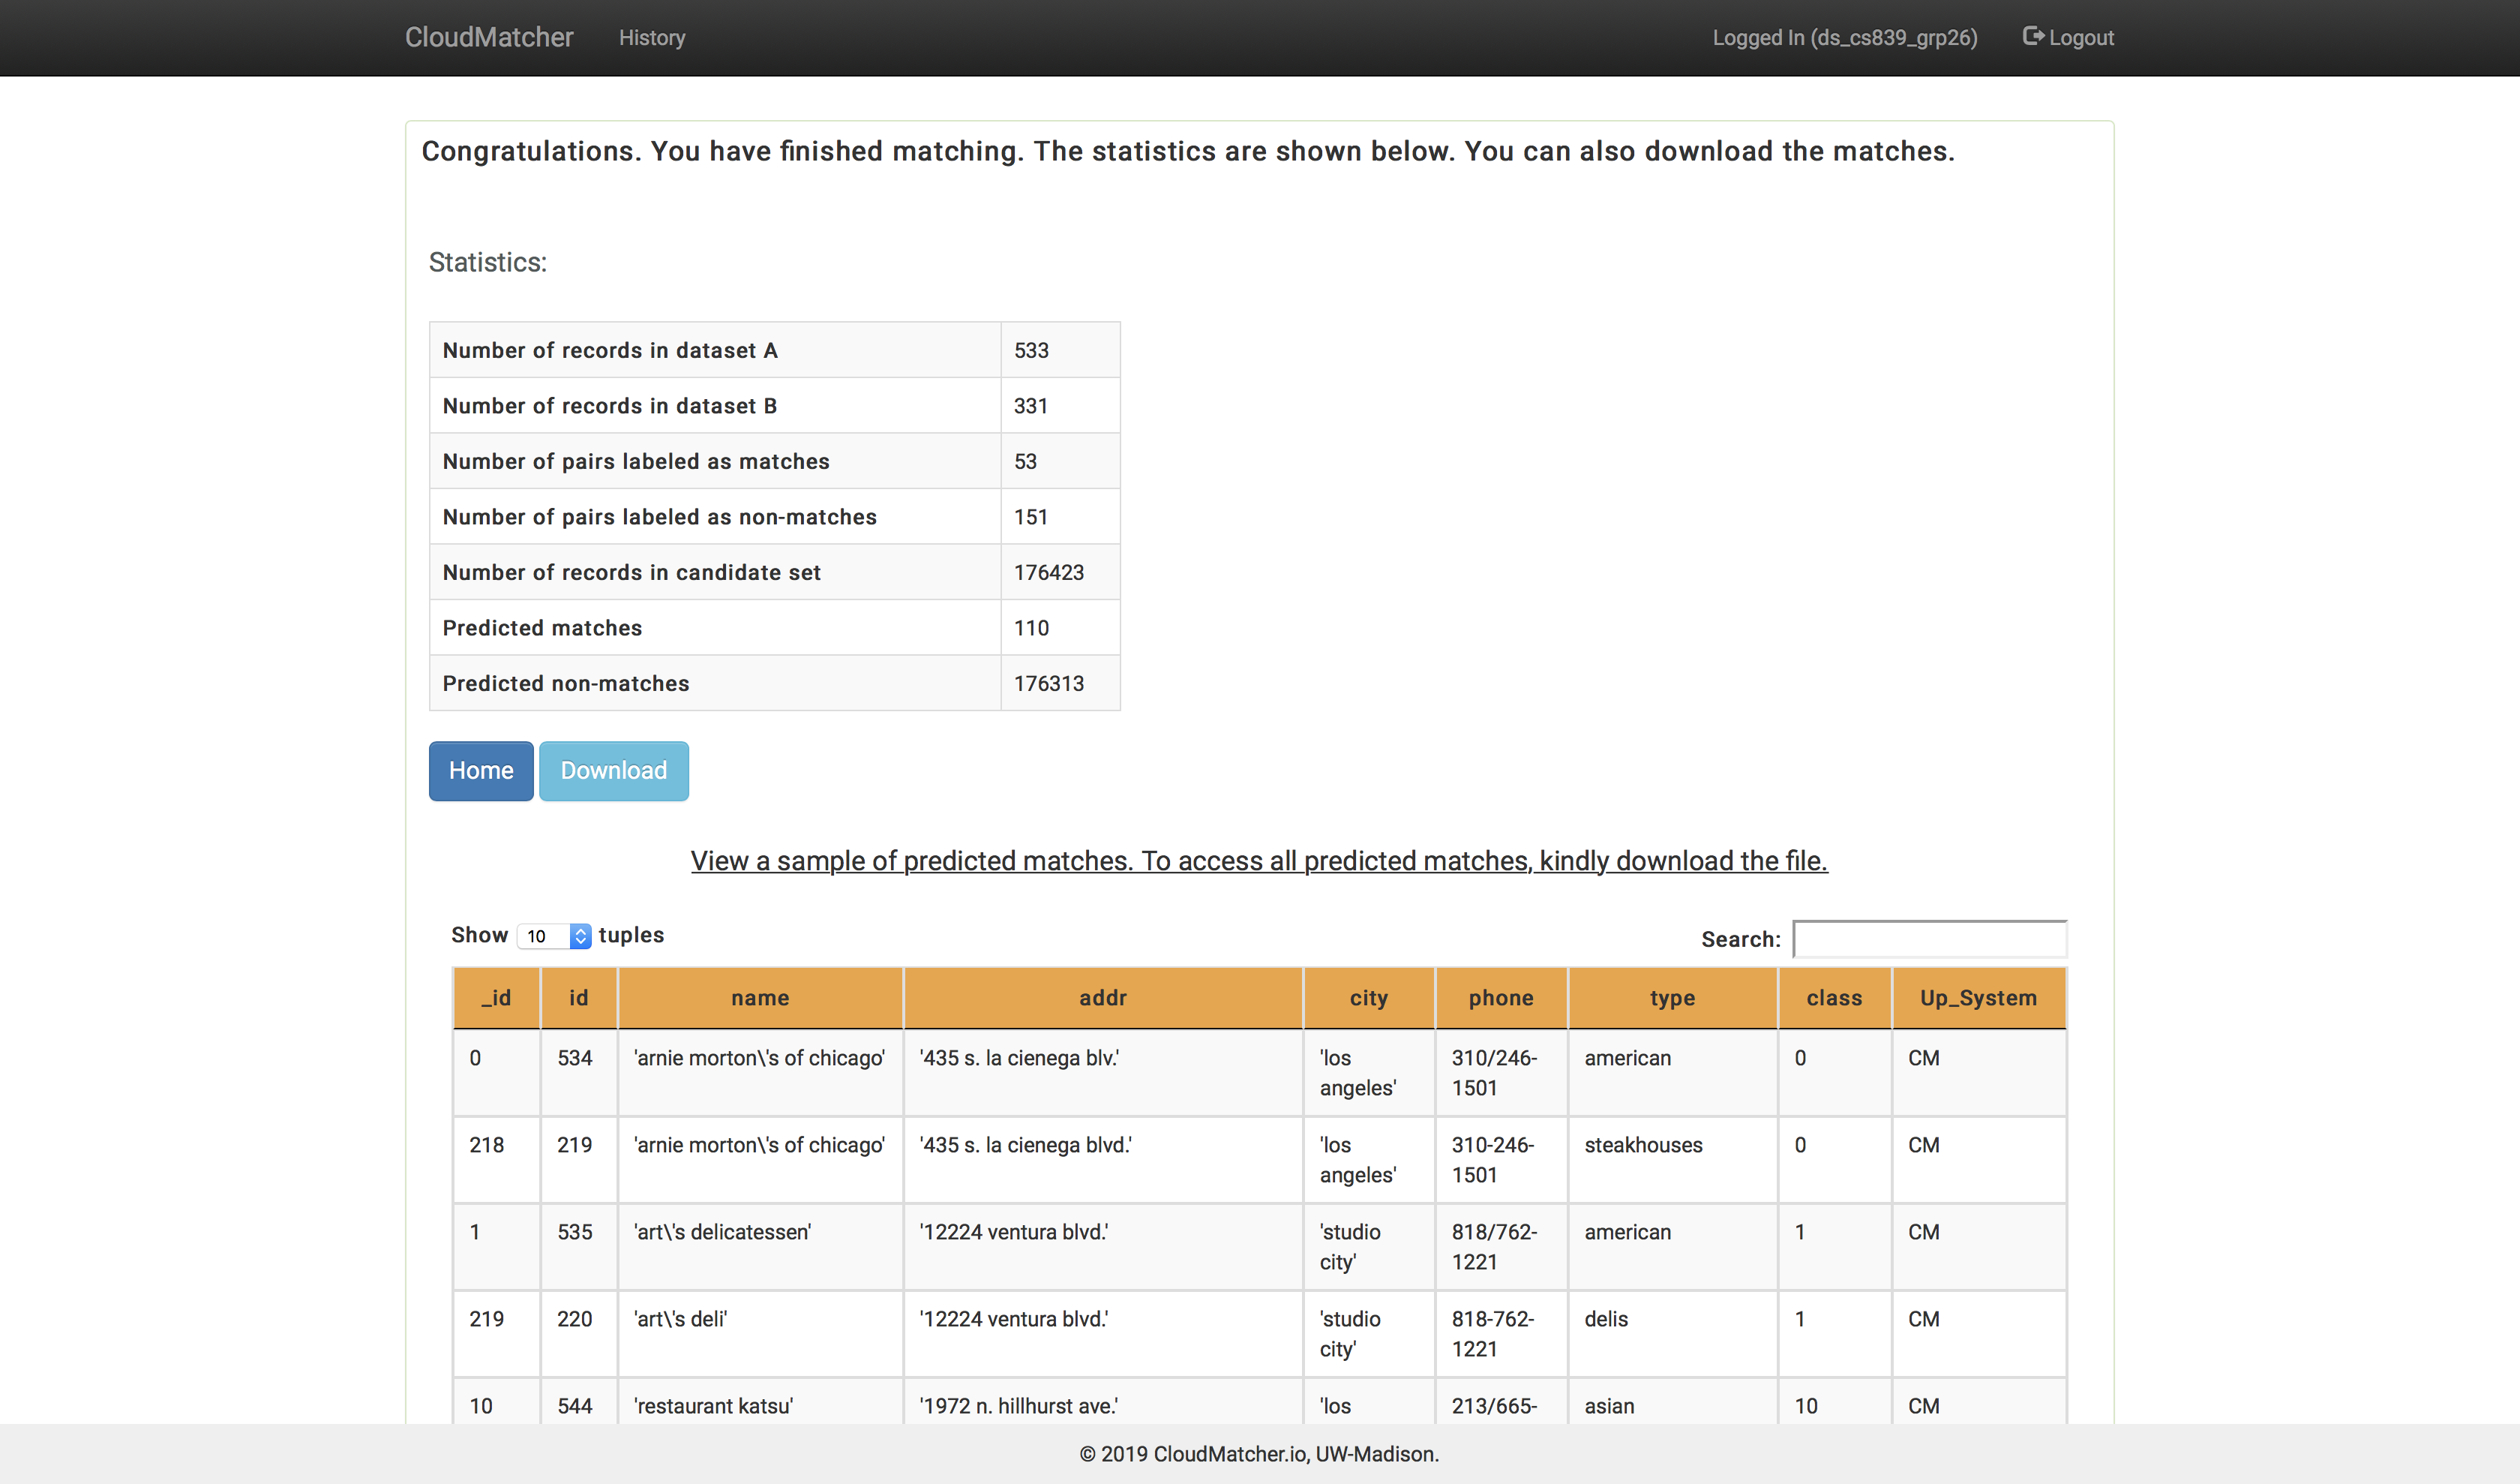 CloudMatcher History Logged In (ds_cs839_grp26) Logout
Congratulations. You have finished matching. The statistics are shown below. You can also download the matches.
Statistics:
Number of records in dataset A 533
Number of records in dataset B 331
Number of pairs labeled as matches 53
Number of pairs labeled as non-matches 151
Number of records in candidate set 176423
Predicted matches 110
Predicted non-matches 176313
Home Download
View a sample of predicted matches. To access all predicted matches, kindly download the file.
Show 10 tuples Search:
_id id name addr city phone type class Up_System
0 534 'arnie morton\'s of chicago' '435 s. la cienega blv.' 'los angeles' 310/246-1501 american 0 CM
218 219 'arnie morton\'s of chicago' '435 s. la cienega blvd.' 'los angeles' 310-246-1501 steakhouses 0 CM
1 535 'art\'s delicatessen' '12224 ventura blvd.' 'studio city' 818/762-1221 american 1 CM
219 220 'art\'s deli' '12224 ventura blvd.' 'studio city' 818-762-1221 delis 1 CM
10 544 'restaurant katsu' '1972 n. hillhurst ave.' 'los 213/665- asian 10 CM
© 2019 CloudMatcher.io, UW-Madison.